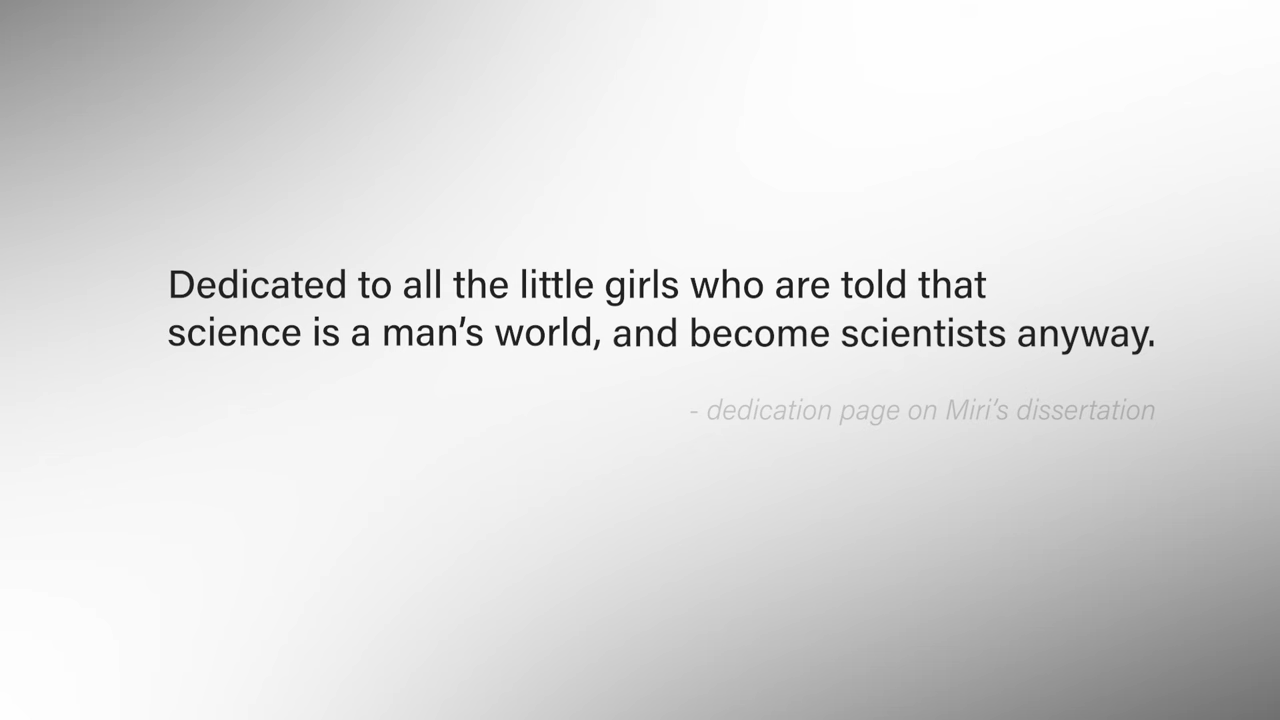 Dedicated to all the little girls who are told that
science is a man’s world, and become scientists anyway.
- dedication page on Miri’s dissertation